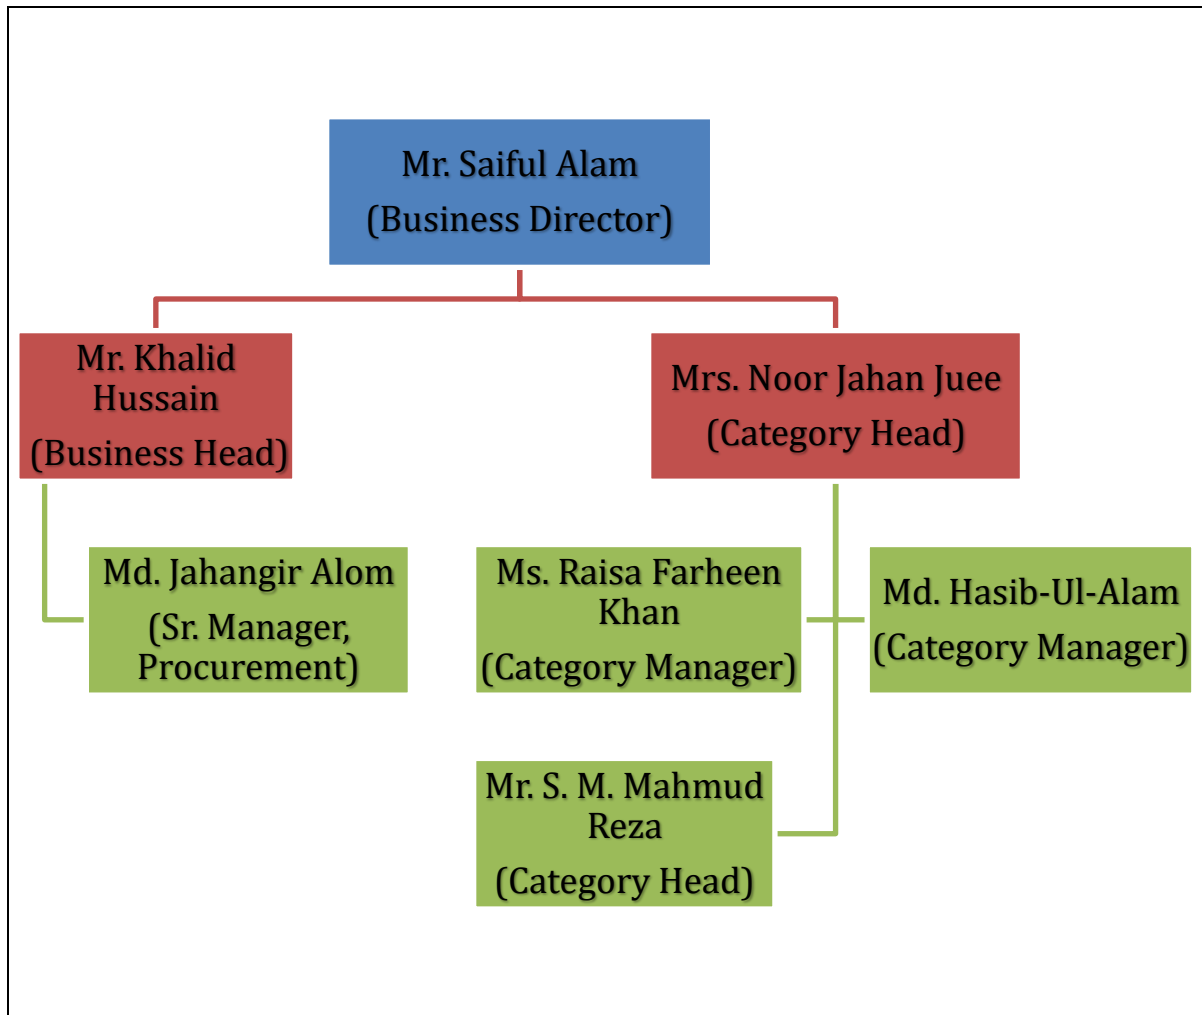 Mr. Saiful Alam
(Business Director)
Mr. Khalid
Hussain
(Business Head)
Mrs. Noor Jahan Juee
(Category Head)
Md. Jahangir Alom
(Sr. Manager,
Procurement)
Ms. Raisa Farheen
Khan
(Category Manager)
Md. Hasib-Ul-Alam
(Category Manager)
Mr. S. M. Mahmud
Reza
(Category Head)